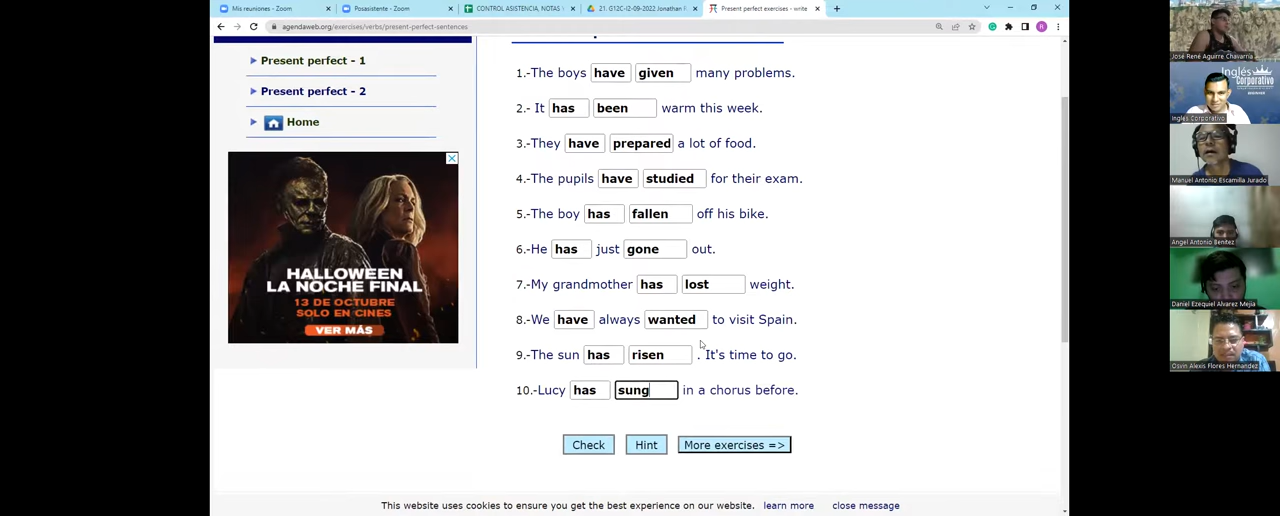 Mis reuniones - Zoom
Posasistente - Zoom
CONTROL ASISTENCIA, NOTAS
21. G12C-I2-09-2022 Jonathan
Present perfect exercises - write
agendaweb.org/exercises/verbs/present-perfect-sentences
Present perfect - 1
Present perfect - 2
Home
HALLOWEEN
LA NOCHE FINAL
13 DE OCTUBRE
SOLO EN CINES
VER MÁS
1.-The boys have given many problems.
2.- It has been warm this week.
3.-They have prepared a lot of food.
4.-The pupils have studied for their exam.
5.-The boy has fallen off his bike.
6.-He has just gone out.
7.-My grandmother has lost weight.
8.-We have always wanted to visit Spain.
9.-The sun has risen . It's time to go.
10.-Lucy has sung in a chorus before.
Check Hint More exercises =>
This website uses cookies to ensure you get the best experience on our website. learn more close message
José René Aguirre Chavarría
Inglés
Corporativo
Inglés Corporativo
Manuel Antonio Escamilla Jurado
Angel Antonio Benitez
Daniel Ezequiel Alvarez Mejia
Osvin Alexis Flores Hernandez